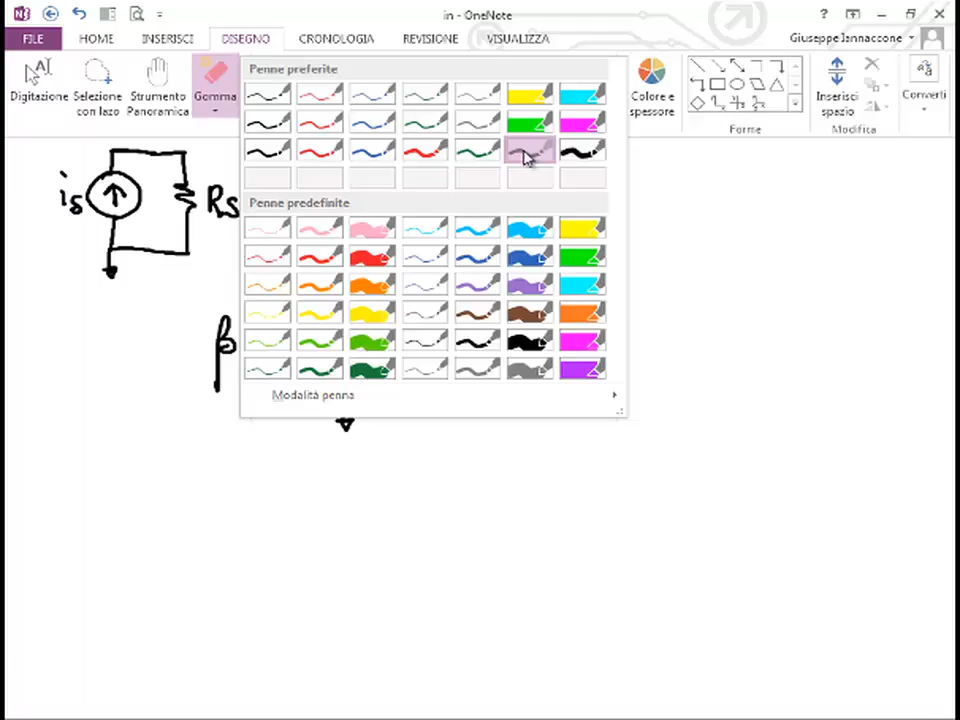 in - OneNote
?
FILE HOME INSERISCI DISEGNO CRONOLOGIA REVISIONE VISUALIZZA
Giuseppe Iannaccone
Digitazione
Selezione con lazo
Strumento Panoramica
Gomma
Colore e spessore
Forme
Inserisci spazio
Modifica
Converti
Penne preferite
Penne predefinite
Modalità penna
is
Rs
β